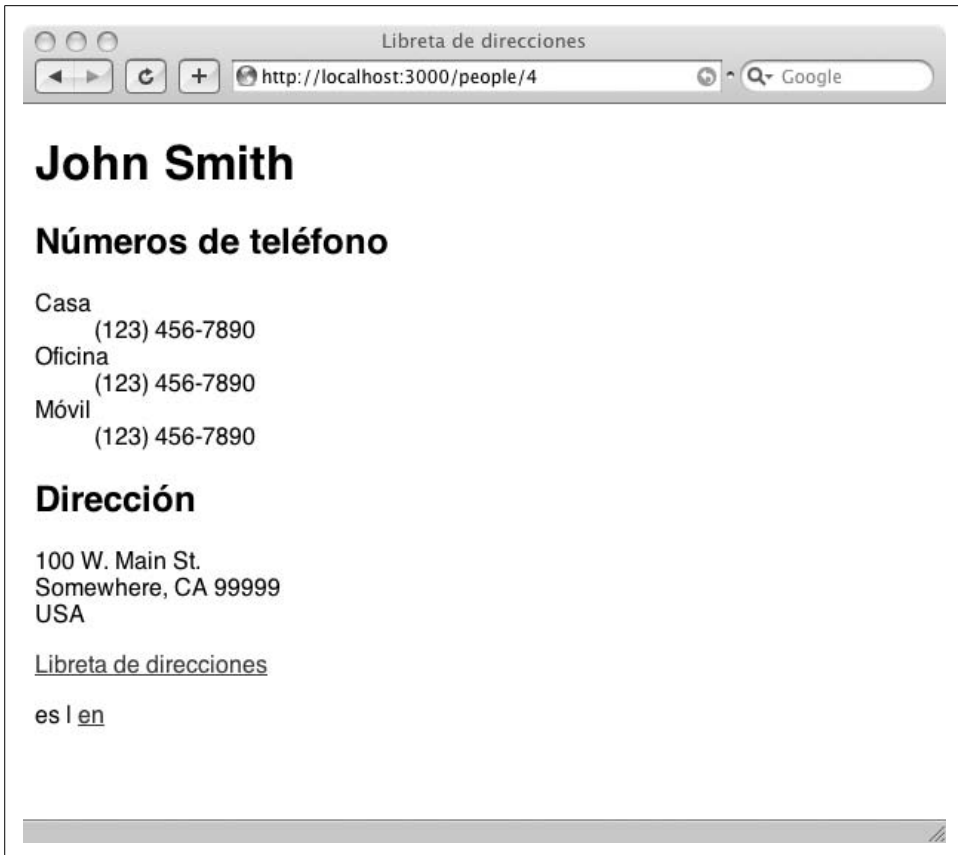 Libreta de direcciones
http://localhost:3000/people/4
Google
John Smith
Números de teléfono
Casa
(123) 456-7890
Oficina
(123) 456-7890
Móvil
(123) 456-7890
Dirección
100 W. Main St.
Somewhere, CA 99999
USA
Libreta de direcciones
es | en